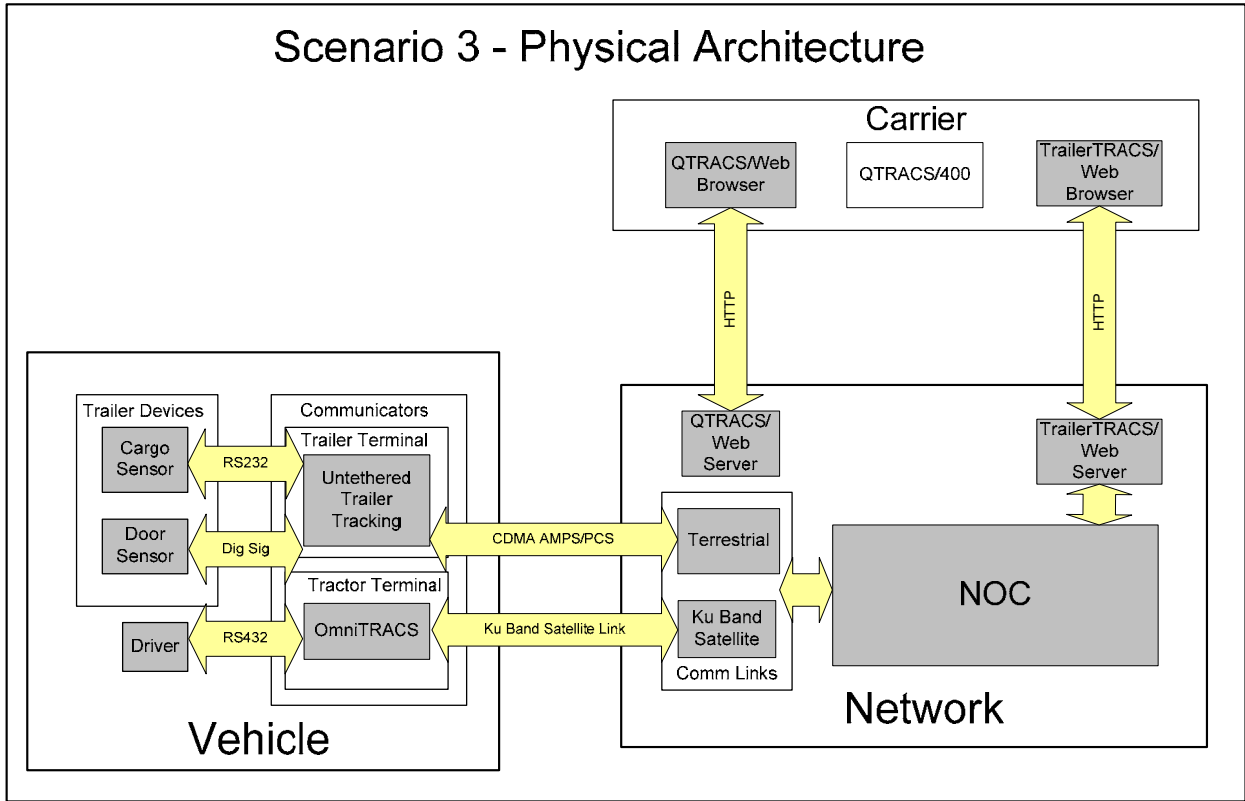 Scenario 3 - Physical Architecture
Carrier
QTRACS/Web
Browser
QTRACS/400
TrailerTRACS/
Web
Browser
HTTP
HTTP
Trailer Devices
Cargo
Sensor
Door
Sensor
Driver
RS232
Dig Sig
RS432
Communicators
Trailer Terminal
Untethered
Trailer
Tracking
Tractor Terminal
OmniTRACS
Vehicle
CDMA AMPS/PCS
Ku Band Satellite Link
QTRACS/
Web
Server
TrailerTRACS/
Web
Server
Terrestrial
Ku Band
Satellite
Comm Links
NOC
Network